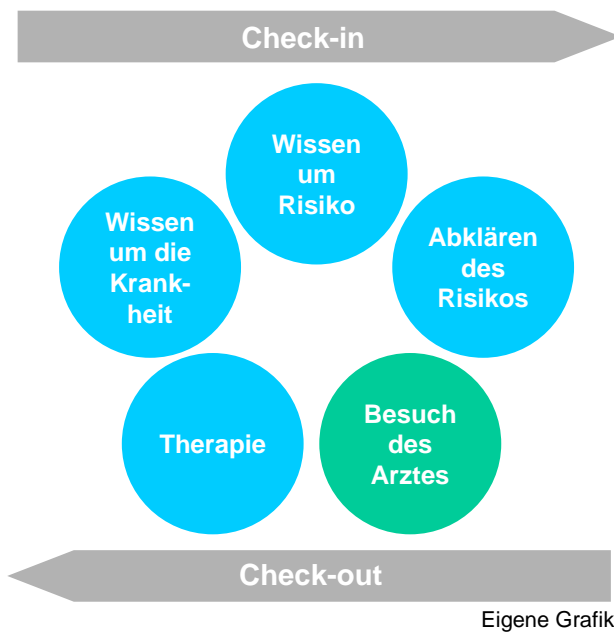 Check-in
Wissen
um
Risiko
Wissen
um die
Krank-
heit
Abklären
des
Risikos
Therapie
Besuch
des
Arztes
Check-out
Eigene Grafik